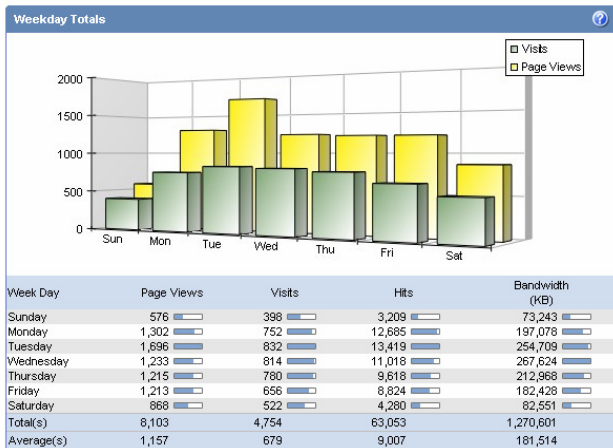 Weekday Totals
?
Visits
Page Views
2000
1500
1000
500
0
Sun Mon Tue Wed Thu Fri Sat
Week Day Page Views Visits Hits Bandwidth
(KB)
Sunday 576 398 3,209 73,243
Monday 1,302 752 12,685 197,078
Tuesday 1,696 832 13,419 254,709
Wednesday 1,233 814 11,018 267,624
Thursday 1,215 780 9,618 212,968
Friday 1,213 656 8,824 182,428
Saturday 868 522 4,280 82,551
Total(s) 8,103 4,754 63,053 1,270,601
Average(s) 1,157 679 9,007 181,514